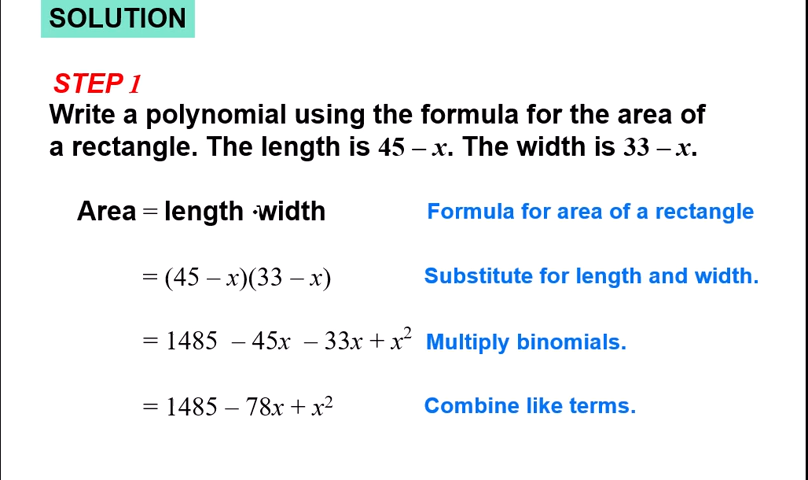 SOLUTION
STEP 1
Write a polynomial using the formula for the area of
a rectangle. The length is 45 – x. The width is 33 – x.
Area = length · width Formula for area of a rectangle
= (45 – x)(33 – x) Substitute for length and width.
= 1485 – 45x – 33x + x² Multiply binomials.
= 1485 – 78x + x² Combine like terms.